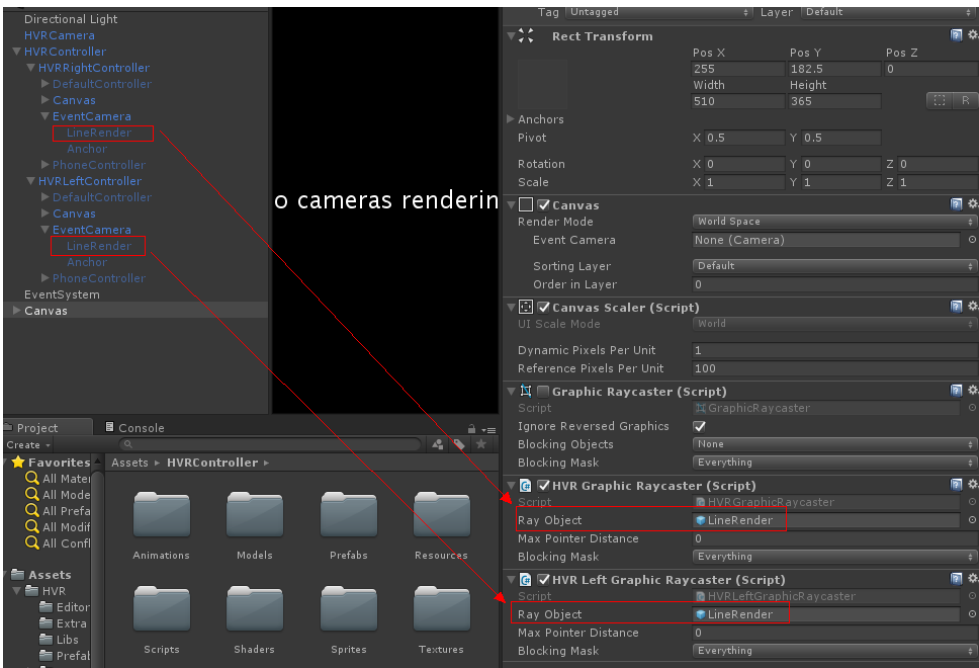 Directional Light
HVRCamera
HVRController
HVRRightController
DefaultController
Canvas
EventCamera
LineRender
Anchor
PhoneController
HVRLeftController
DefaultController
Canvas
EventCamera
LineRender
Anchor
PhoneController
EventSystem
Canvas
o cameras renderin
Tag Untagged Layer Default
Rect Transform
Pos X Pos Y Pos Z
255 182.5 0
Width Height
510 365 R
Anchors
Pivot X 0.5 Y 0.5
Rotation X 0 Y 0 Z 0
Scale X 1 Y 1 Z 1
Canvas
Render Mode World Space
Event Camera None (Camera)
Sorting Layer Default
Order in Layer 0
Canvas Scaler (Script)
UI Scale Mode World
Dynamic Pixels Per Unit 1
Reference Pixels Per Unit 100
Graphic Raycaster (Script)
Script GraphicRaycaster
Ignore Reversed Graphics
Blocking Objects None
Blocking Mask Everything
HVR Graphic Raycaster (Script)
Script HVRGraphicRaycaster
Ray Object LineRender
Max Pointer Distance 0
Blocking Mask Everything
HVR Left Graphic Raycaster (Script)
Script HVRLeftGraphicRaycaster
Ray Object LineRender
Max Pointer Distance 0
Blocking Mask Everything
Project Console
Create
Favorites
All Mater
All Mode
All Prefa
All Modif
All Confl
Assets
HVR
Editor
Extra
Libs
Prefab
Assets HVRController
Animations Models Prefabs Resources
Scripts Shaders Sprites Textures